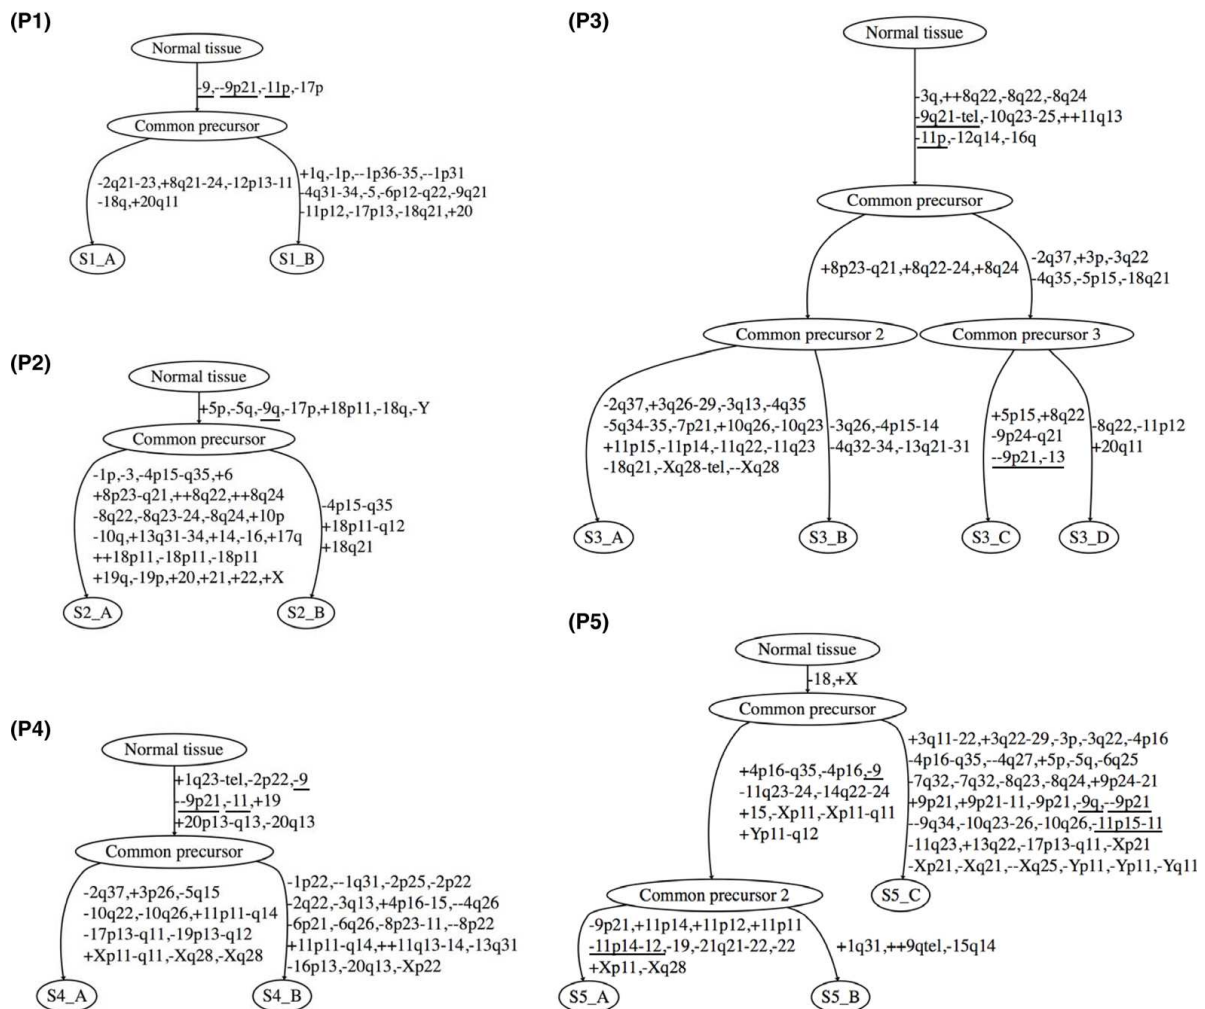 (P1)
Normal tissue
-9,--9p21,-11p,-17p
Common precursor
-2q21-23,+8q21-24,-12p13-11
-18q,+20q11
+1q,-1p,--1p36-35,--1p31
-4q31-34,-5,-6p12-q22,-9q21
-11p12,-17p13,-18q21,+20
S1_A
S1_B
(P2)
Normal tissue
+5p,-5q,-9q,-17p,+18p11,-18q,-Y
Common precursor
-1p,-3,-4p15-q35,+6
+8p23-q21,++8q22,++8q24
-8q22,-8q23-24,-8q24,+10p
-10q,+13q31-34,+14,-16,+17q
++18p11,-18p11,-18p11
+19q,-19p,+20,+21,+22,+X
-4p15-q35
+18p11-q12
+18q21
S2_A
S2_B
(P3)
Normal tissue
-3q,++8q22,-8q22,-8q24
-9q21-tel,-10q23-25,++11q13
-11p,-12q14,-16q
Common precursor
+8p23-q21,+8q22-24,+8q24
-2q37,+3p,-3q22
-4q35,-5p15,-18q21
Common precursor 2
Common precursor 3
-2q37,+3q26-29,-3q13,-4q35
-5q34-35,-7p21,+10q26,-10q23
+11p15,-11p14,-11q22,-11q23
-18q21,-Xq28-tel,--Xq28
-3q26,-4p15-14
-4q32-34,-13q21-31
+5p15,+8q22
-9p24-q21
--9p21,-13
-8q22,-11p12
+20q11
S3_A
S3_B
S3_C
S3_D
(P4)
Normal tissue
+1q23-tel,-2p22,-9
--9p21,-11,+19
+20p13-q13,-20q13
Common precursor
-2q37,+3p26,-5q15
-10q22,-10q26,+11p11-q14
-17p13-q11,-19p13-q12
+Xp11-q11,-Xq28,-Xq28
-1p22,--1q31,-2p25,-2p22
-2q22,-3q13,+4p16-15,--4q26
-6p21,-6q26,-8p23-11,--8p22
+11p11-q14,++11q13-14,-13q31
-16p13,-20q13,-Xp22
S4_A
S4_B
(P5)
Normal tissue
-18,+X
Common precursor
+4p16-q35,-4p16,-9
-11q23-24,-14q22-24
+15,-Xp11,-Xp11-q11
+Yp11-q12
+3q11-22,+3q22-29,-3p,-3q22,-4p16
-4p16-q35,--4q27,+5p,-5q,-6q25
-7q32,-7q32,-8q23,-8q24,+9p24-21
+9p21,+9p21-11,-9p21,-9q,--9p21
--9q34,-10q23-26,-10q26,-11p15-11
-11q23,+13q22,-17p13-q11,-Xp21
-Xp21,-Xq21,--Xq25,-Yp11,-Yp11,-Yq11
Common precursor 2
S5_C
-9p21,+11p14,+11p12,+11p11
-11p14-12,-19,-21q21-22,-22
+Xp11,-Xq28
+1q31,++9qtel,-15q14
S5_A
S5_B